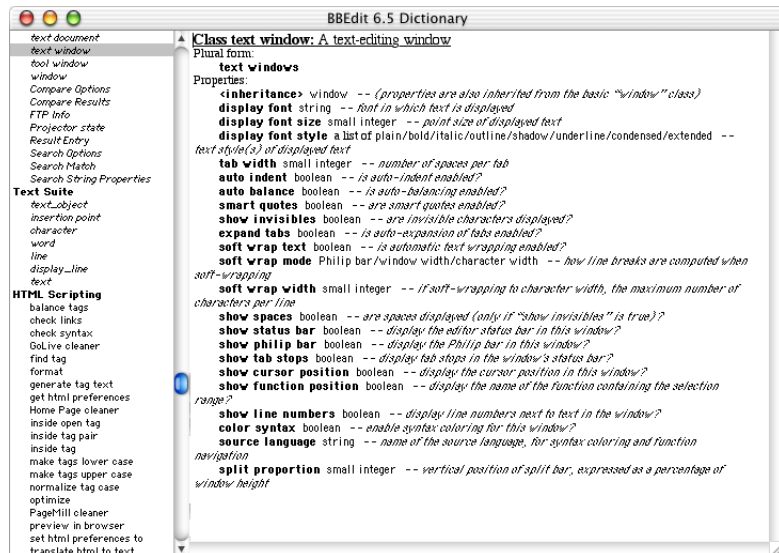 BBEdit 6.5 Dictionary
text document
text window
tool window
window
Compare Options
Compare Results
FTP Info
Projector state
Result Entry
Search Options
Search Match
Search String Properties
Text Suite
text_object
insertion point
character
word
line
display_line
text
HTML Scripting
balance tags
check links
check syntax
GoLive cleaner
find tag
format
generate tag text
get html preferences
Home Page cleaner
inside open tag
inside tag pair
inside tag
make tags lower case
make tags upper case
normalize tag case
optimize
PageMill cleaner
preview in browser
set html preferences to
translate html to text
Class text window: A text-editing window
Plural form:
text windows
Properties:
<inheritance> window -- (properties are also inherited from the basic “window” class)
display font string -- font in which text is displayed
display font size small integer -- point size of displayed text
display font style a list of plain/bold/italic/outline/shadow/underline/condensed/extended --
text style(s) of displayed text
tab width small integer -- number of spaces per tab
auto indent boolean -- is auto-indent enabled?
auto balance boolean -- is auto-balancing enabled?
smart quotes boolean -- are smart quotes enabled?
show invisibles boolean -- are invisible characters displayed?
expand tabs boolean -- is auto-expansion of tabs enabled?
soft wrap text boolean -- is automatic text wrapping enabled?
soft wrap mode Philip bar/window width/character width -- how line breaks are computed when
soft-wrapping
soft wrap width small integer -- if soft-wrapping to character width, the maximum number of
characters per line
show spaces boolean -- are spaces displayed (only if “show invisibles” is true)?
show status bar boolean -- display the editor status bar in this window?
show philip bar boolean -- display the Philip bar in this window?
show tab stops boolean -- display tab stops in the window's status bar?
show cursor position boolean -- display the cursor position in this window?
show function position boolean -- display the name of the function containing the selection
range?
show line numbers boolean -- display line numbers next to text in the window?
color syntax boolean -- enable syntax coloring for this window?
source language string -- name of the source language, for syntax coloring and function
navigation
split proportion small integer -- vertical position of split bar, expressed as a percentage of
window height